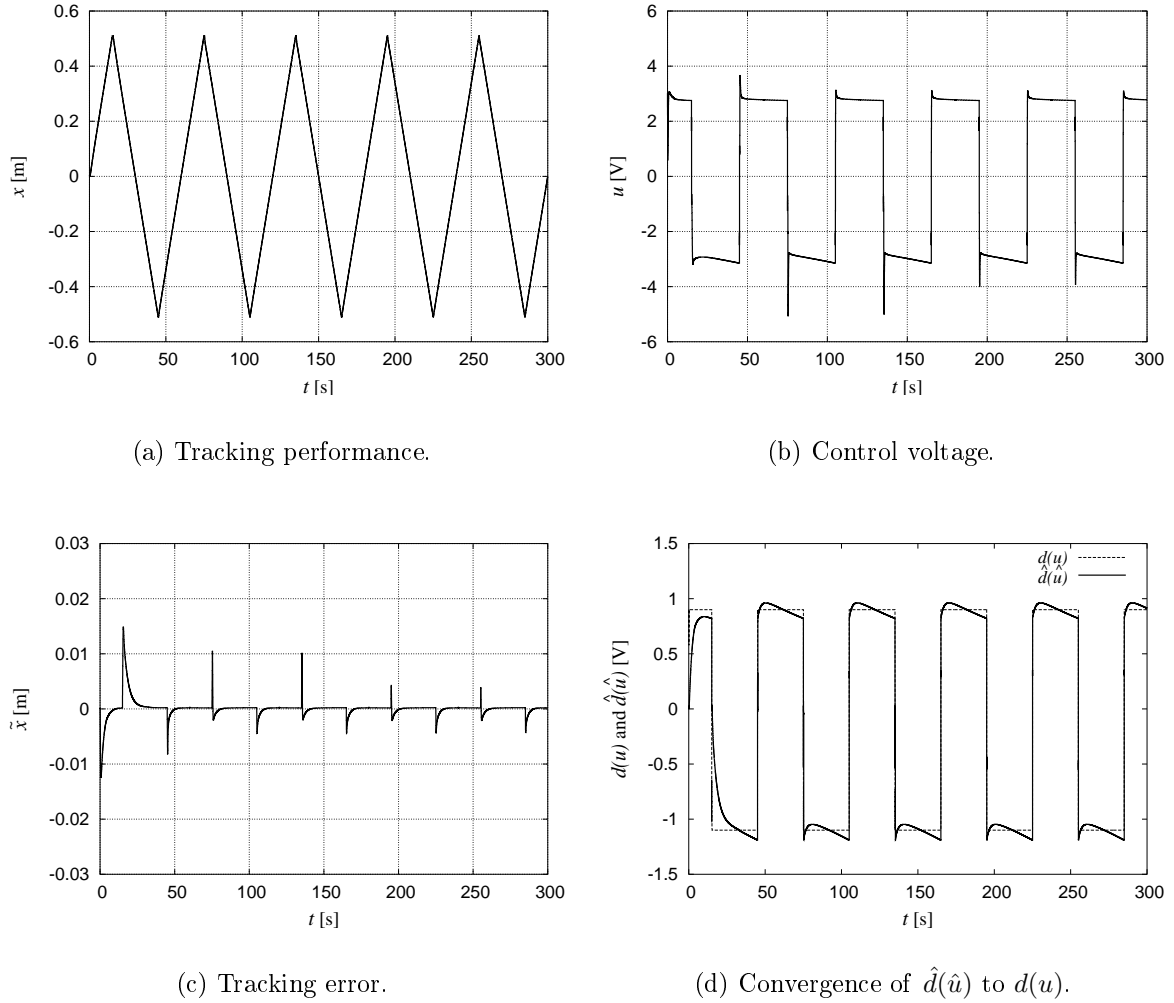 0.6
0.4
0.2
0
-0.2
-0.4
-0.6
x [m]
0 50 100 150 200 250 300
t [s]
(a) Tracking performance.
6
4
2
0
-2
-4
-6
u [V]
0 50 100 150 200 250 300
t [s]
(b) Control voltage.
0.03
0.02
0.01
0
-0.01
-0.02
-0.03
x̃ [m]
0 50 100 150 200 250 300
t [s]
(c) Tracking error.
1.5
1
0.5
0
-0.5
-1
-1.5
d(u) and d̂(û) [V]
d(u)
d̂(û)
0 50 100 150 200 250 300
t [s]
(d) Convergence of d̂(û) to d(u).